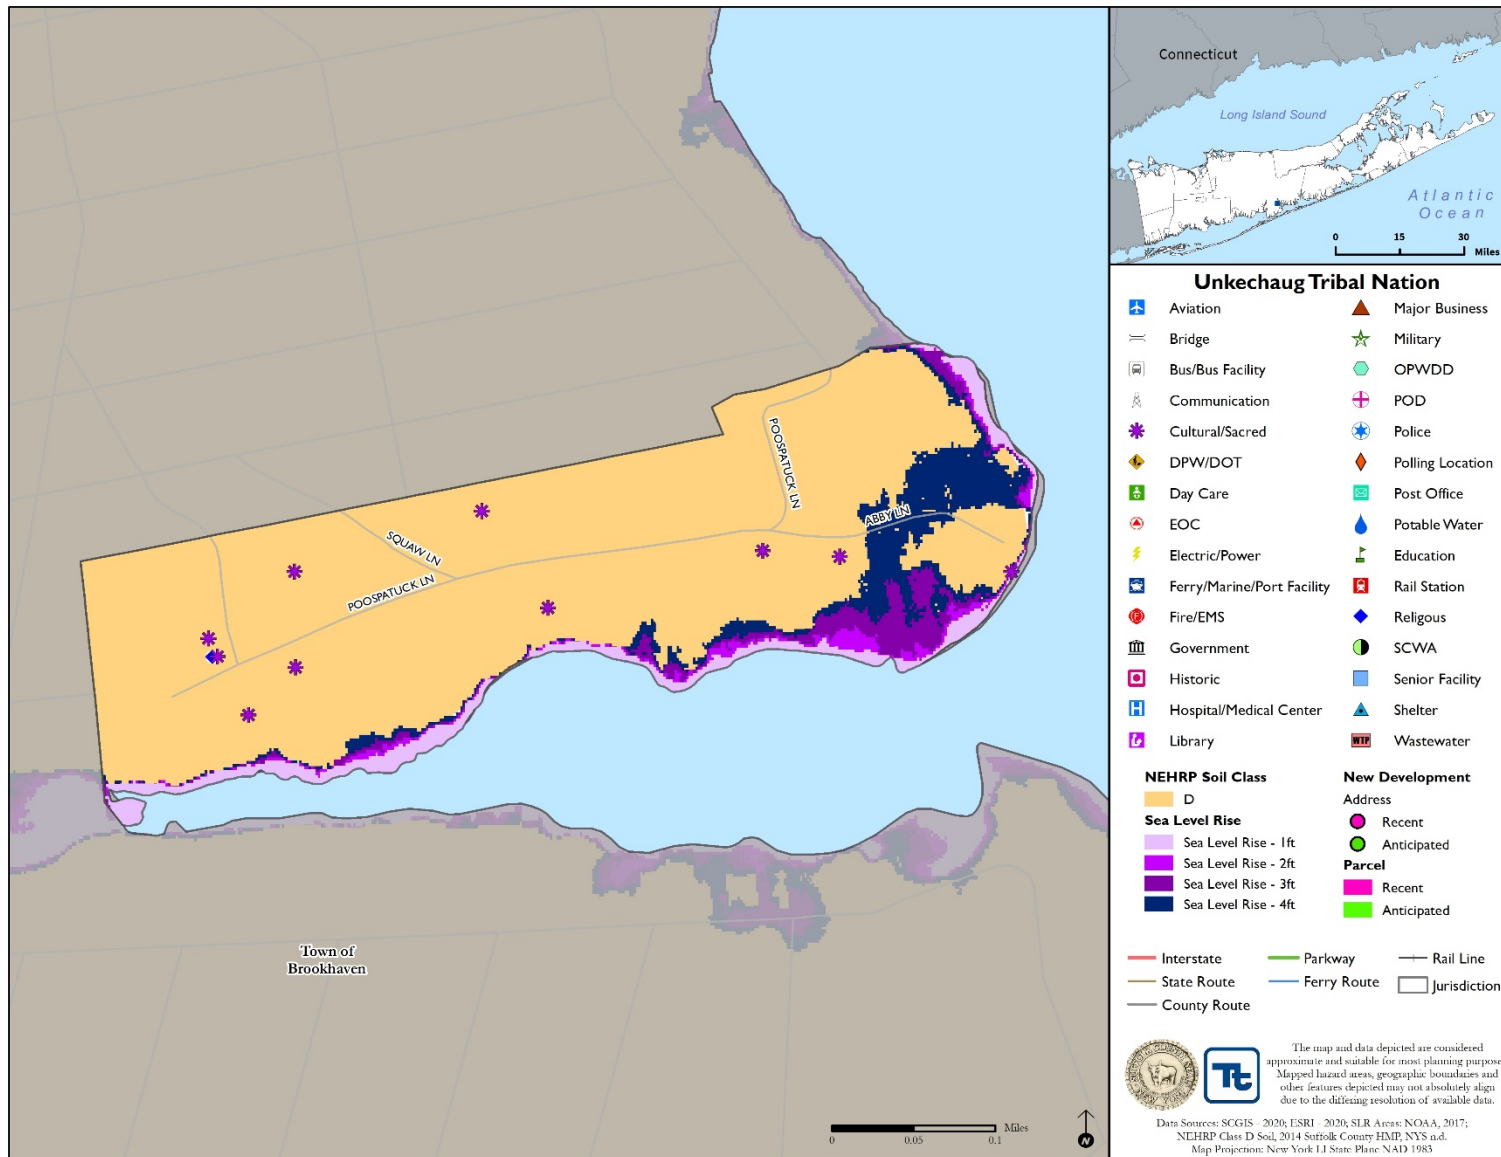 POOSPATUCK LN
ABBY LN
SQUAW LN
POOSPATUCK LN
Town of
Brookhaven
Miles
0
0.05
0.1
N
Connecticut
Long Island Sound
Atlantic
Ocean
0 15 30
Miles
Unkechaug Tribal Nation
Aviation
Major Business
Bridge
Military
Bus/Bus Facility
OPWDD
Communication
POD
Cultural/Sacred
Police
DPW/DOT
Polling Location
Day Care
Post Office
EOC
Potable Water
Electric/Power
Education
Ferry/Marine/Port Facility
Rail Station
Fire/EMS
Religous
Government
SCWA
Historic
Senior Facility
H Hospital/Medical Center
Shelter
Library
WTP Wastewater
NEHRP Soil Class
D
Sea Level Rise
Sea Level Rise - 1ft
Sea Level Rise - 2ft
Sea Level Rise - 3ft
Sea Level Rise - 4ft
New Development
Address
Recent
Anticipated
Parcel
Recent
Anticipated
Interstate
Parkway
Rail Line
State Route
Ferry Route
Jurisdiction
County Route
Tt
The map and data depicted are considered
approximate and suitable for most planning purpose
Mapped hazard areas, geographic boundaries and
other features depicted may not absolutely align
due to the differing resolution of available data.
Data Sources: SCGIS - 2020; ESRI - 2020; SLR Areas: NOAA, 2017;
NEHRP Class D Soil, 2014 Suffolk County HMP, NYS n.d.
Map Projection: New York LI State Plane NAD 1983